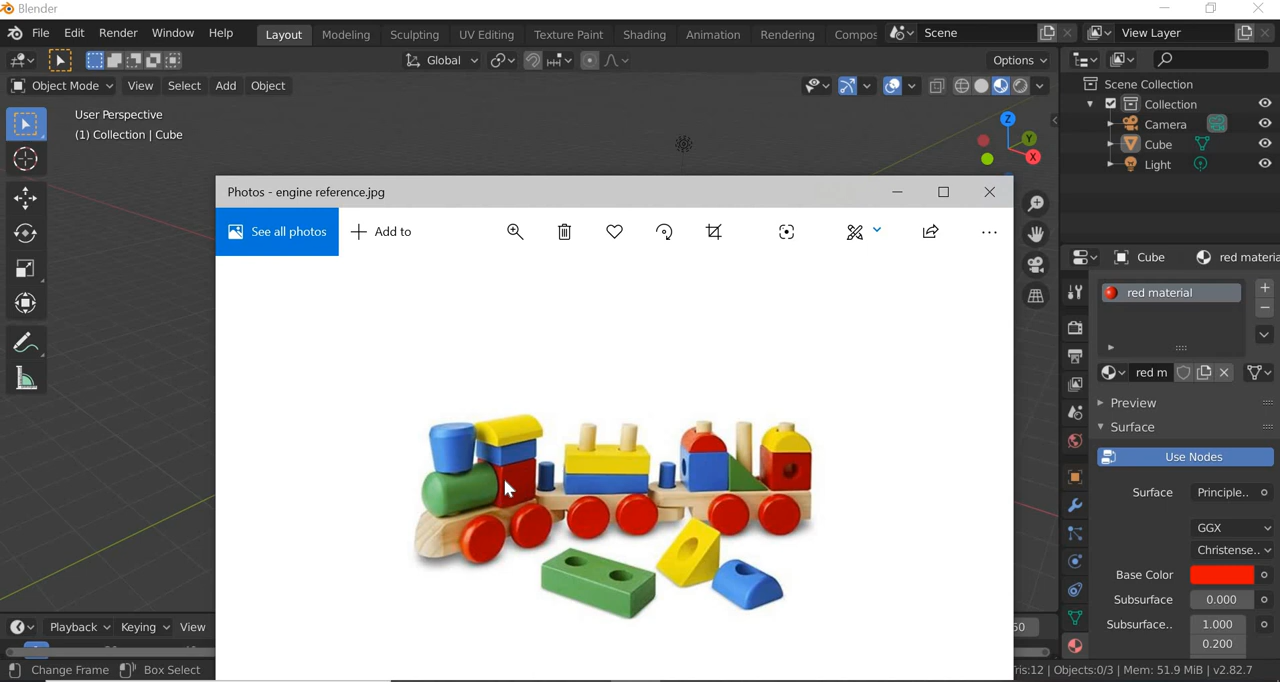 Blender
File Edit Render Window Help Layout Modeling Sculpting UV Editing Texture Paint Shading Animation Rendering Compos Scene View Layer
Global Options
Object Mode View Select Add Object
User Perspective
(1) Collection | Cube
Z
Y
X
Scene Collection
Collection
Camera
Cube
Light
Photos - engine reference.jpg
See all photos Add to
Cube red materia
red material
red m
Preview
Surface
Use Nodes
Surface Principle..
GGX
Christense..
Base Color
Subsurface 0.000
Subsurface.. 1.000
0.200
Playback Keying View
Change Frame Box Select
Tris:12 | Objects:0/3 | Mem: 51.9 MiB | v2.82.7